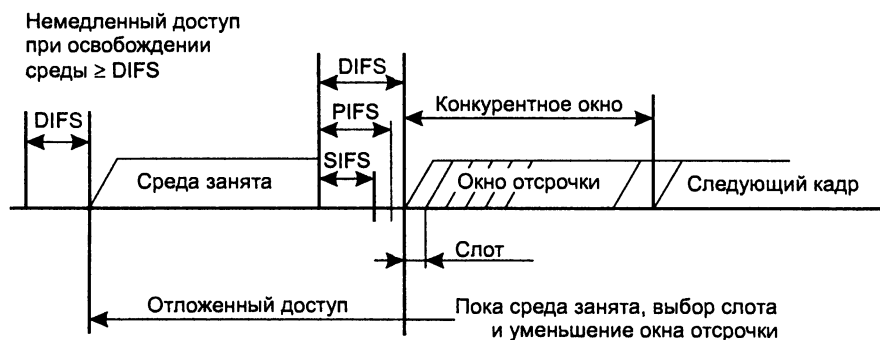 Немедленный доступ
при освобождении
среды ≥ DIFS
DIFS
DIFS
PIFS
SIFS
Конкурентное окно
Среда занята
Окно отсрочки
Следующий кадр
Слот
Отложенный доступ
Пока среда занята, выбор слота
и уменьшение окна отсрочки